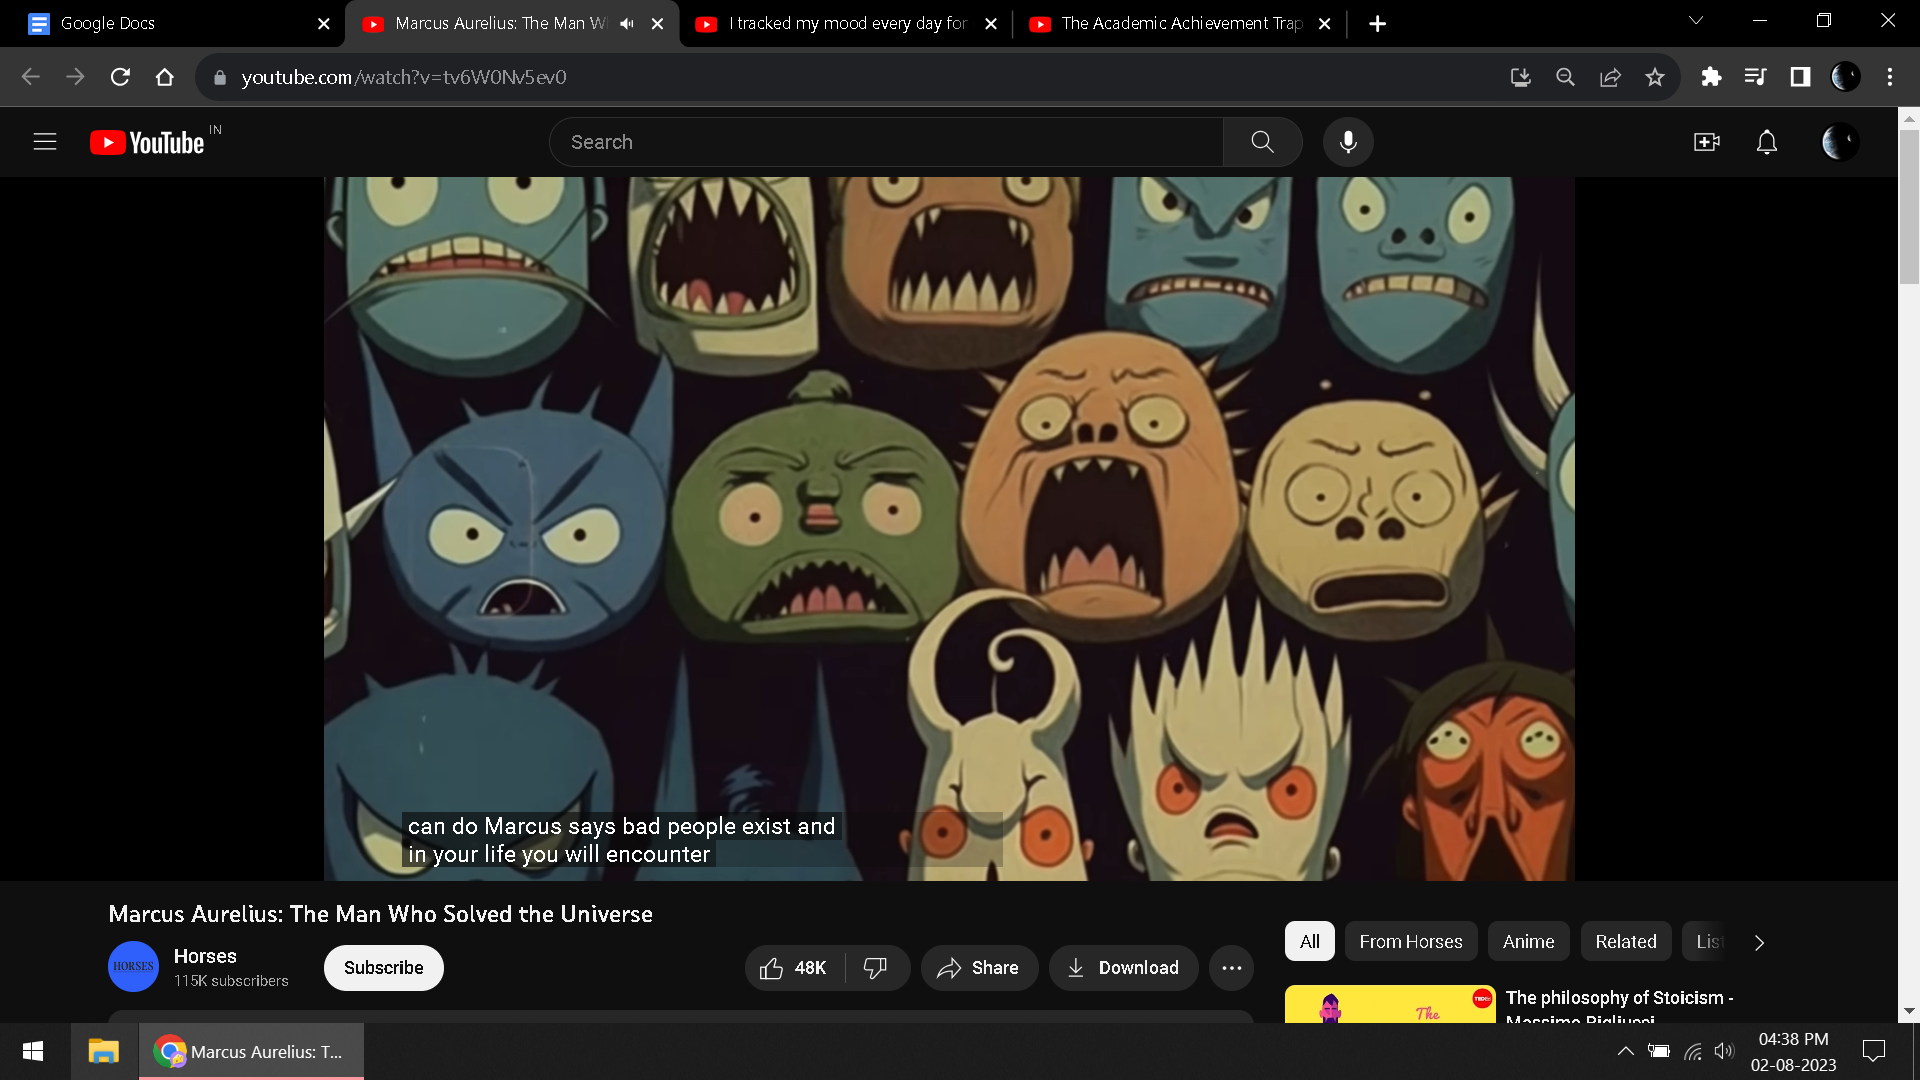 Google Docs
Marcus Aurelius: The Man W
I tracked my mood every day for
The Academic Achievement Trap
youtube.com/watch?v=tv6W0Nv5ev0
YouTube IN
Search
can do Marcus says bad people exist and
in your life you will encounter
Marcus Aurelius: The Man Who Solved the Universe
HORSES
Horses
115K subscribers
Subscribe
48K
Share
Download
All
From Horses
Anime
Related
List
The
The philosophy of Stoicism -
Massimo Pigliucci
Marcus Aurelius: T...
04:38 PM
02-08-2023